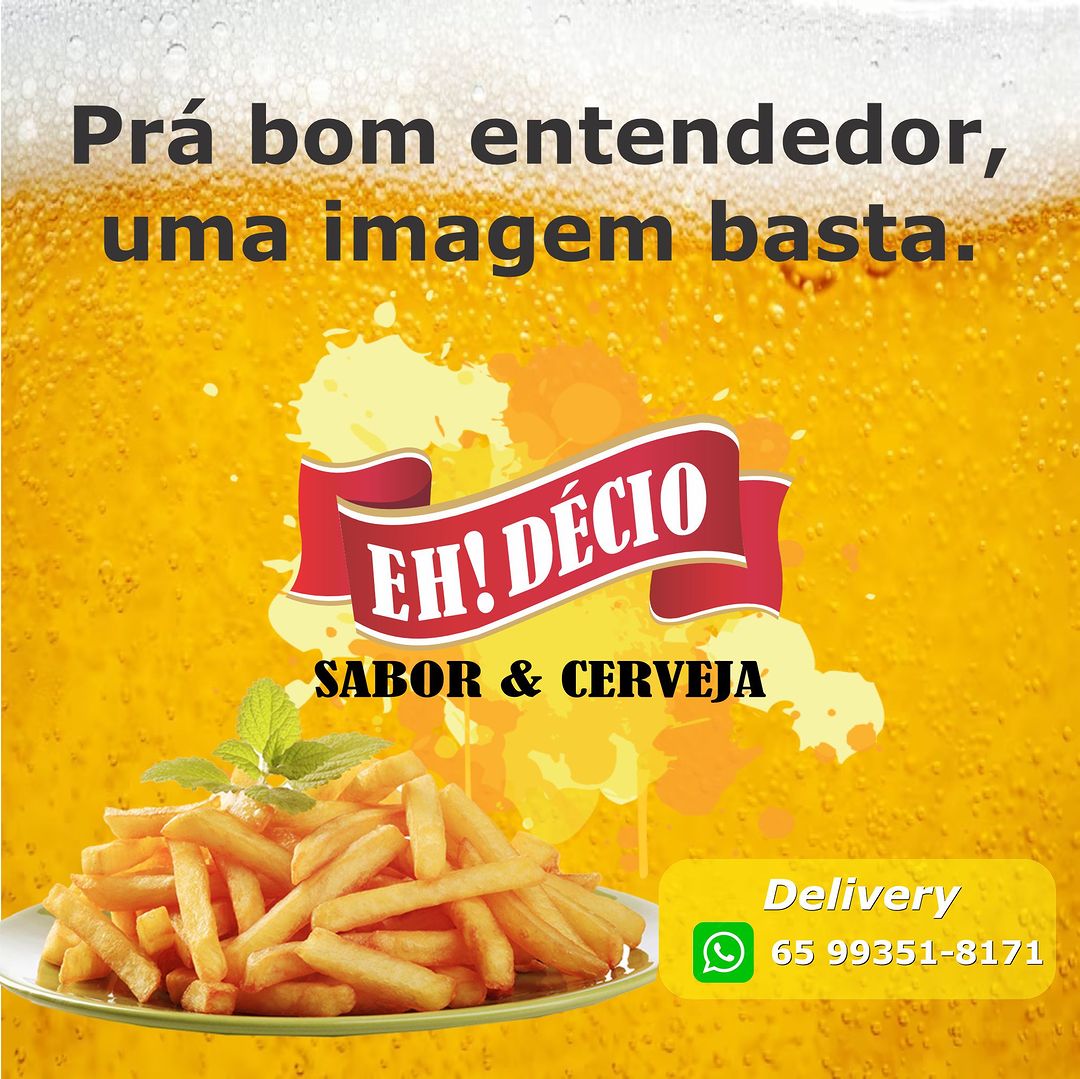 Prá bom entendedor,
uma imagem basta.
EH! DÉCIO
SABOR & CERVEJA
Delivery
65 99351-8171